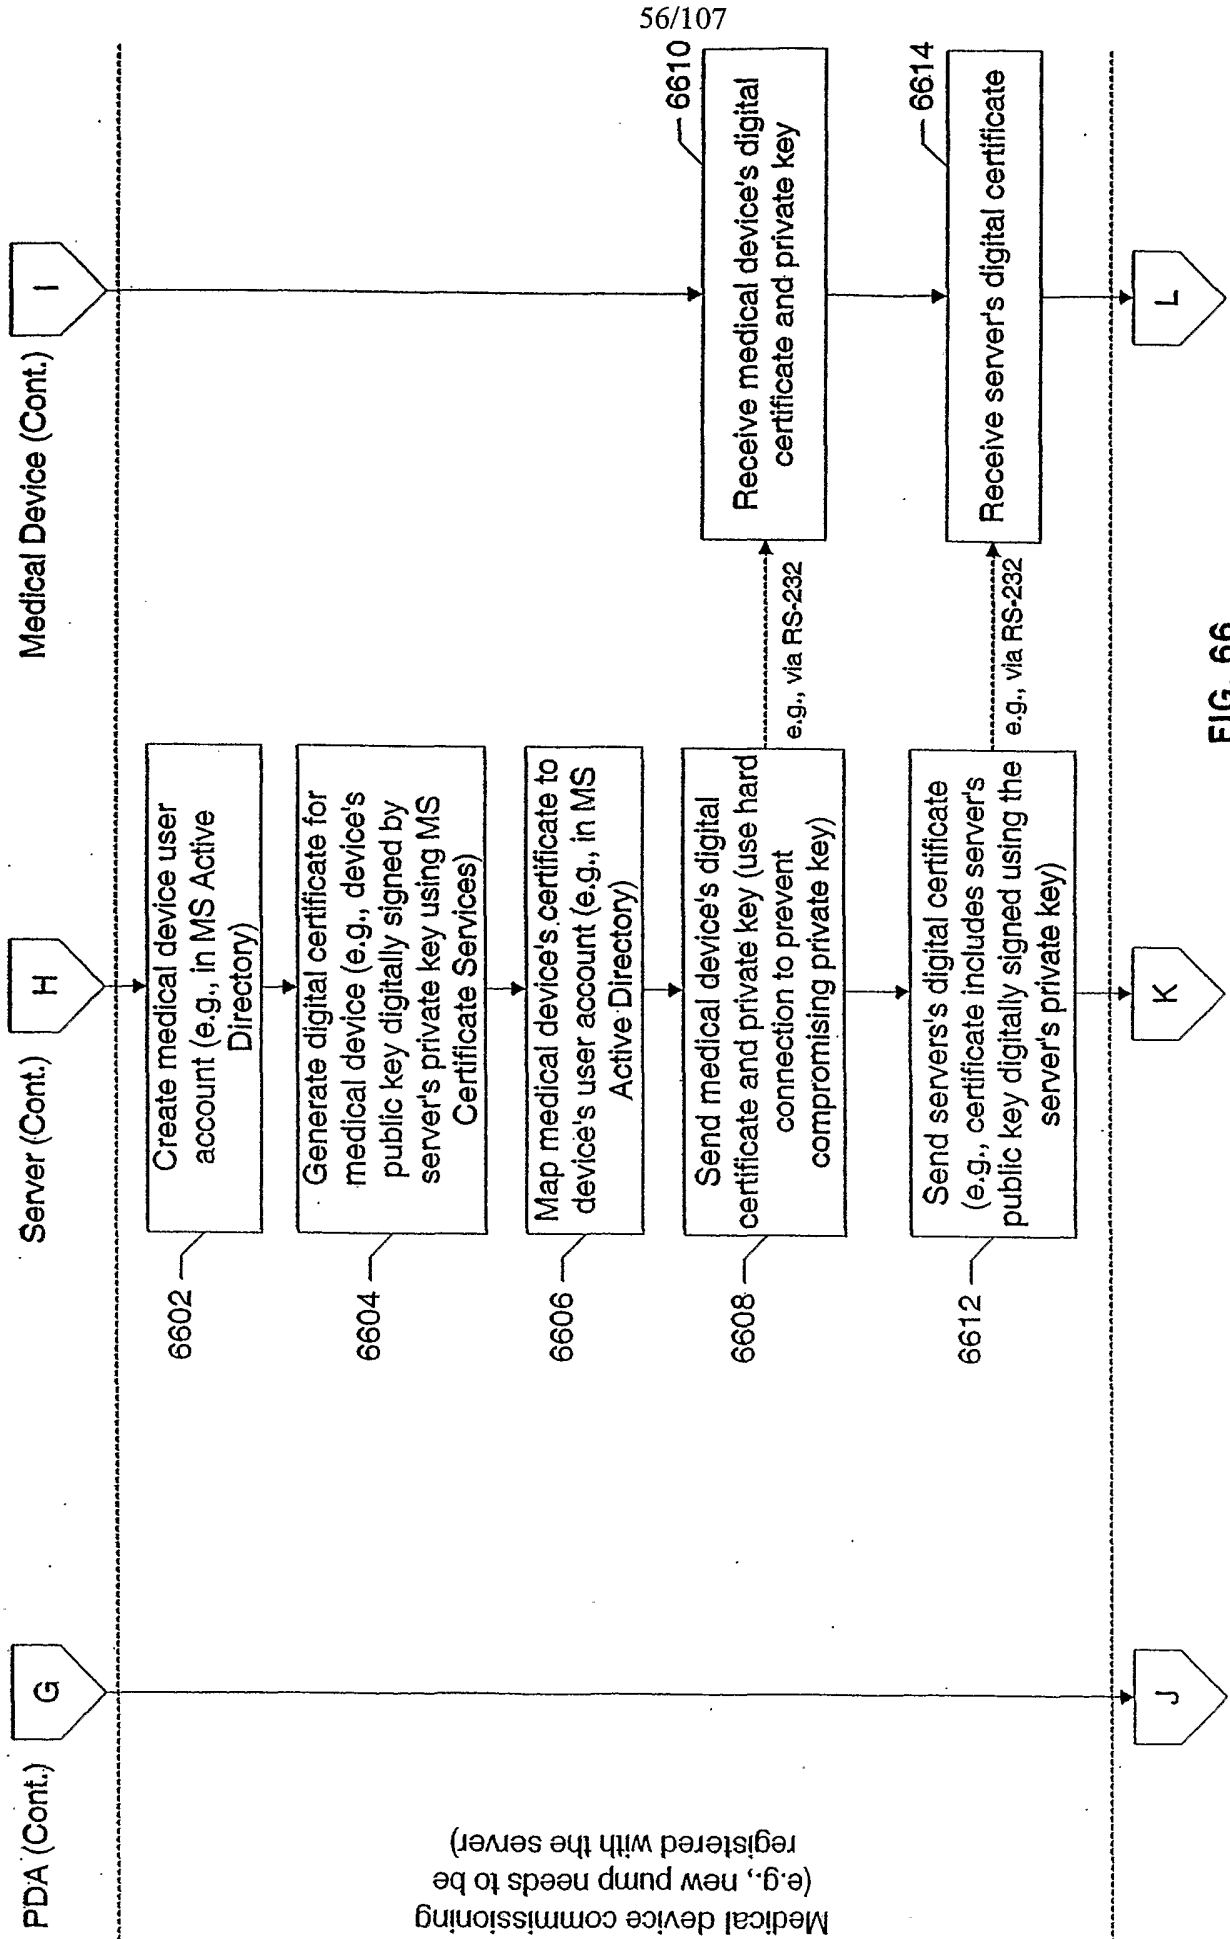 56/107
PDA (Cont.)
G
Server (Cont.)
H
Medical Device (Cont.)
I
Medical device commissioning
(e.g., new pump needs to be
registered with the server)
6602
Create medical device user
account (e.g., in MS Active
Directory)
6604
Generate digital certificate for
medical device (e.g., device's
public key digitally signed by
server's private key using MS
Certificate Services)
6606
Map medical device's certificate to
device's user account (e.g., in MS
Active Directory)
6608
Send medical device's digital
certificate and private key (use hard
connection to prevent
compromising private key)
e.g., via RS-232
6610
Receive medical device's digital
certificate and private key
6612
Send servers's digital certificate
(e.g., certificate includes server's
public key digitally signed using the
server's private key)
e.g., via RS-232
6614
Receive server's digital certificate
J
K
L
FIG. 66